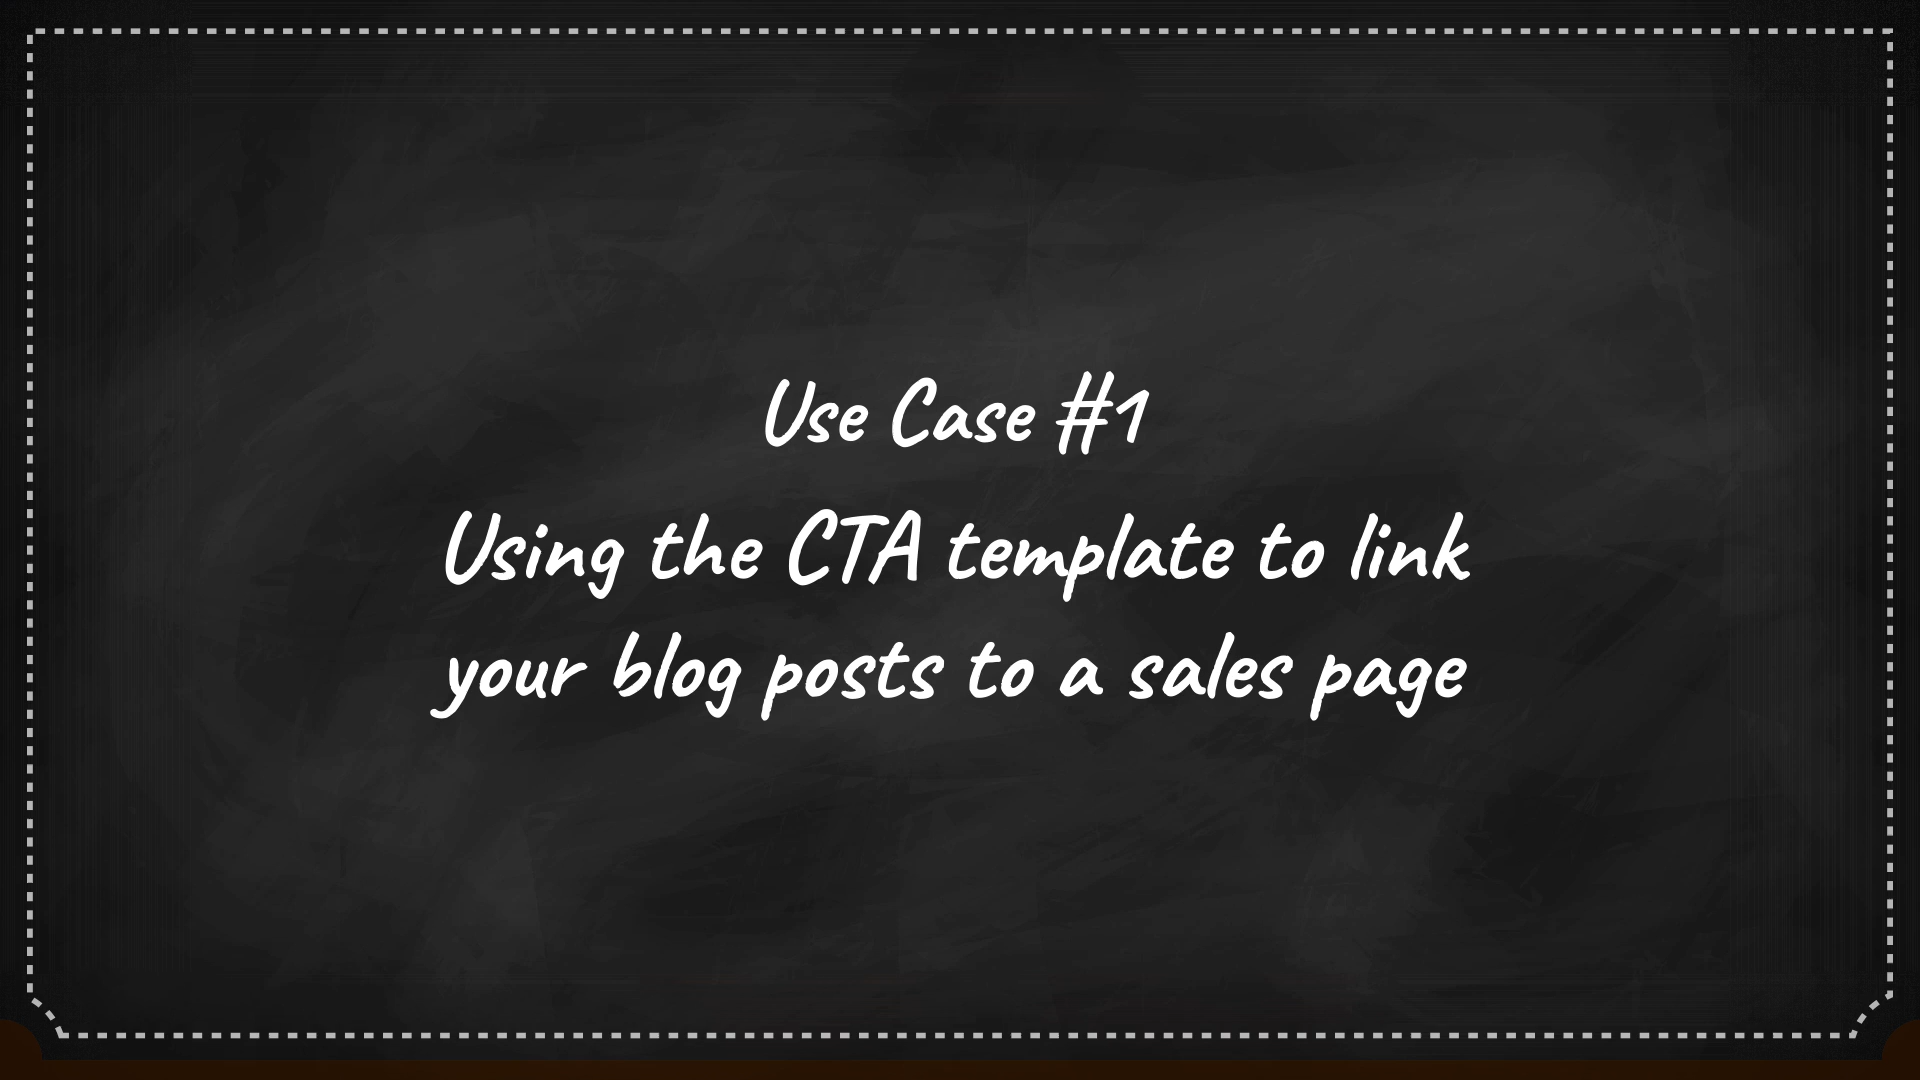 Use Case #1
Using the CTA template to link
your blog posts to a sales page